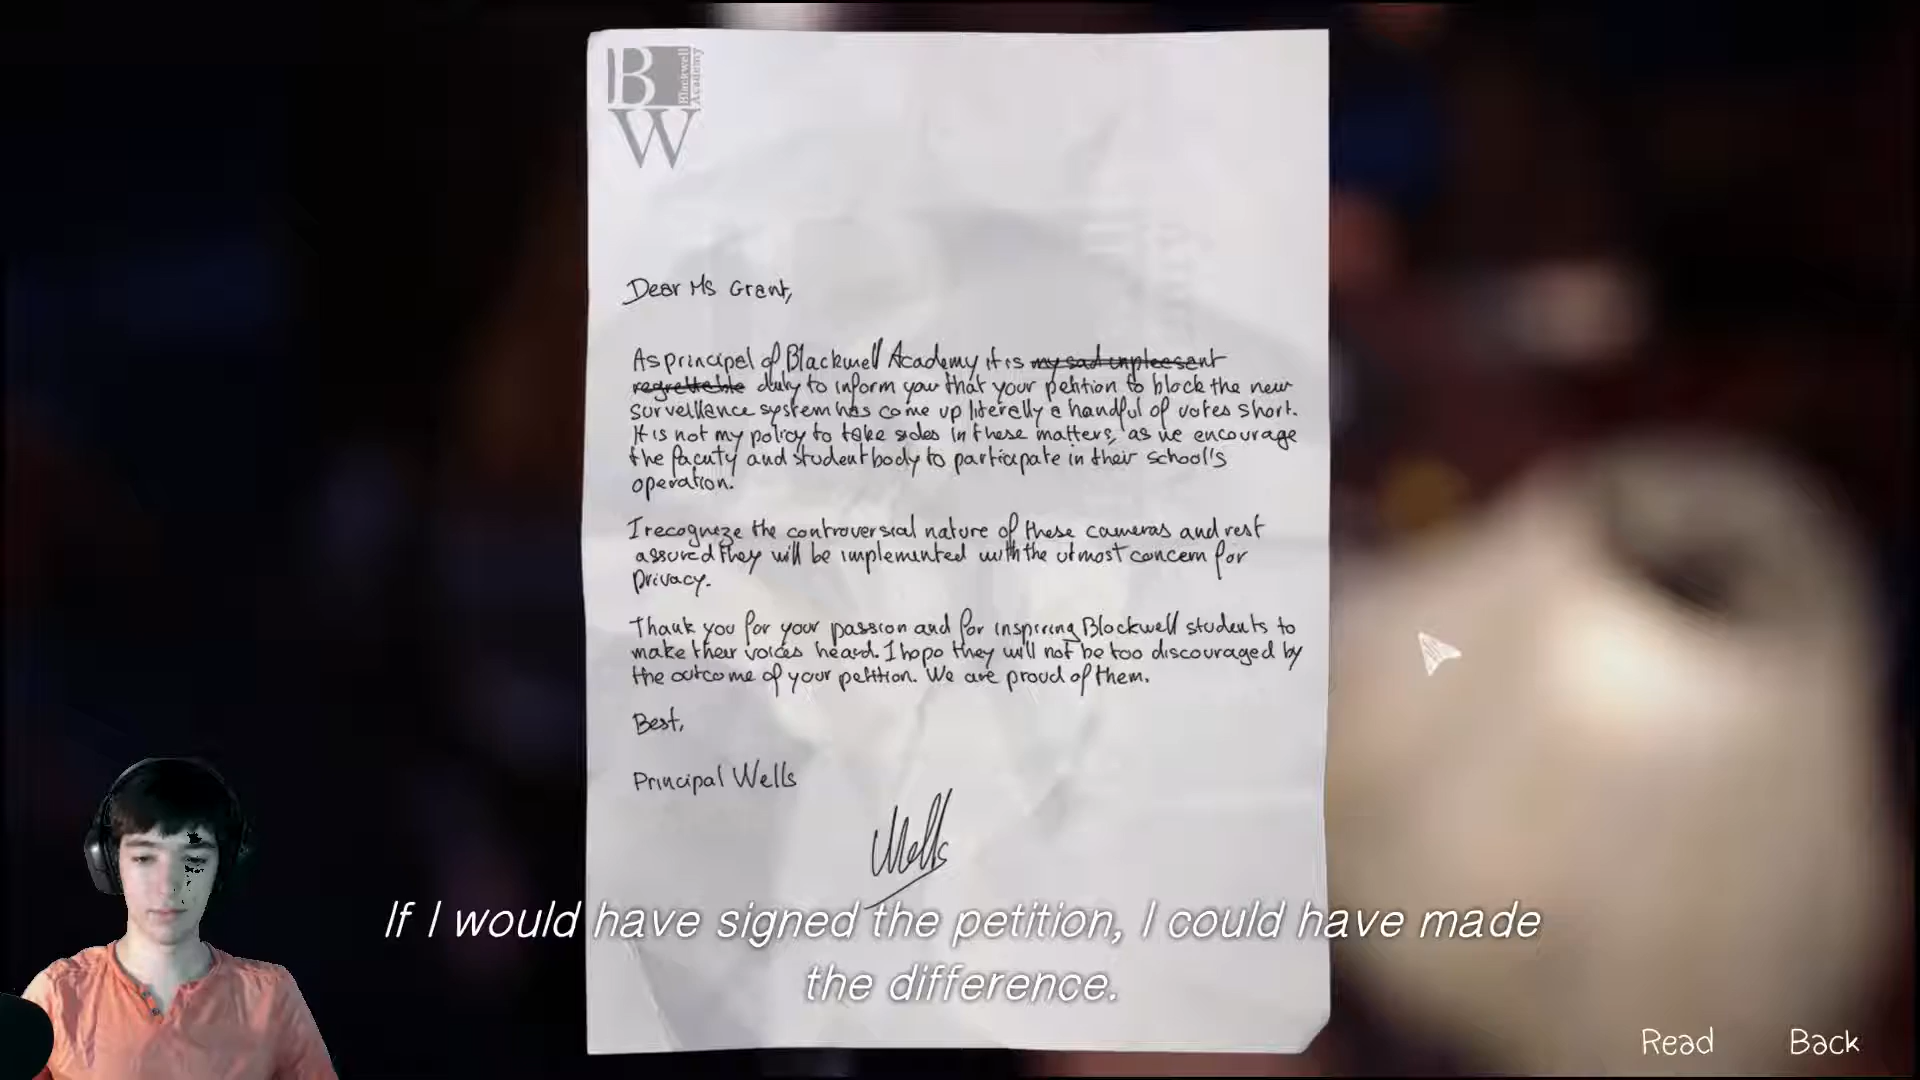 B
Blackwell
Academy
W
Dear Ms Grant,
As principal of Blackwell Academy it is my sad unpleesent
regrettable duty to inform you that your petition to block the new
surveillance system has come up literally a handful of votes short.
It is not my policy to take sides in these matters, as we encourage
the facuty and student body to participate in their school's
operation.
I recogneze the controversial nature of these cameras and rest
assured they will be implemented with the utmost concern for
privacy.
Thank you for your passion and for inspiring Blackwell students to
make their voices heard. I hope they will not be too discouraged by
the outcome of your petition. We are proud of them.
Best,
Principal Wells
Wells
If I would have signed the petition, I could have made
the difference.
Read Back